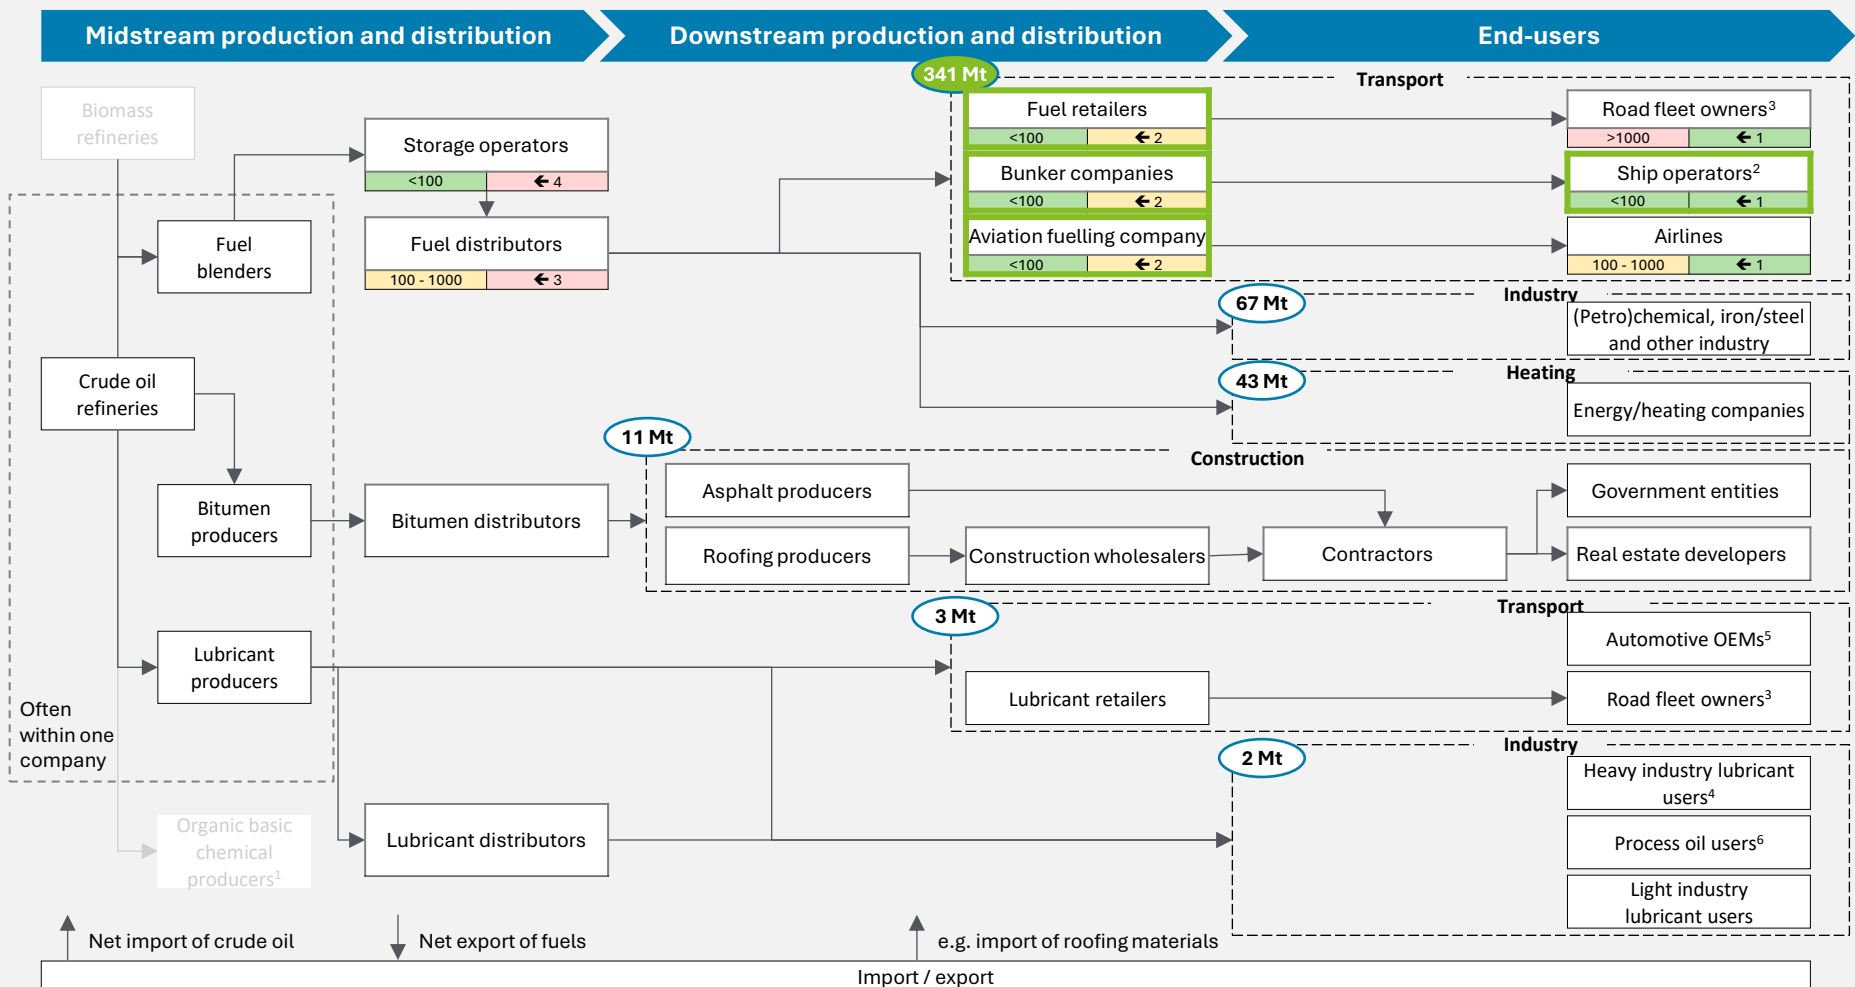 Midstream production and distribution
Downstream production and distribution
End-users
Biomass
refineries
Often
within one
company
Fuel
blenders
Crude oil
refineries
Bitumen
producers
Lubricant
producers
Organic basic
chemical
producers¹
Storage operators
<100
🡸 4
Fuel distributors
100 - 1000
🡸 3
Bitumen distributors
Lubricant distributors
341 Mt
Transport
Fuel retailers
<100
🡸 2
Road fleet owners³
>1000
🡸 1
Bunker companies
<100
🡸 2
Ship operators²
<100
🡸 1
Aviation fuelling company
<100
🡸 2
Airlines
100 - 1000
🡸 1
67 Mt
Industry
(Petro)chemical, iron/steel
and other industry
43 Mt
Heating
Energy/heating companies
11 Mt
Construction
Asphalt producers
Roofing producers
Construction wholesalers
Contractors
Government entities
Real estate developers
3 Mt
Transport
Automotive OEMs⁵
Lubricant retailers
Road fleet owners³
2 Mt
Industry
Heavy industry lubricant
users⁴
Process oil users⁶
Light industry
lubricant users
Net import of crude oil
Net export of fuels
e.g. import of roofing materials
Import / export